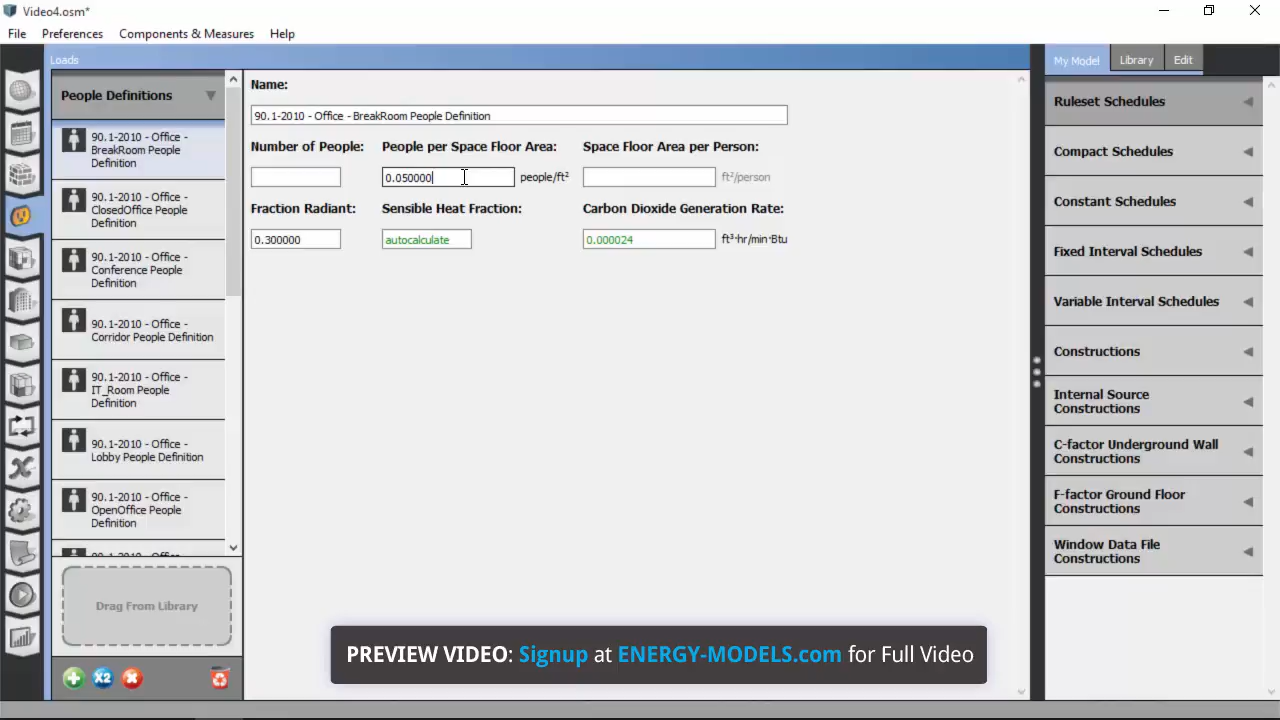 Video4.osm*
File Preferences Components & Measures Help
Loads
People Definitions
90.1-2010 - Office -
BreakRoom People
Definition
90.1-2010 - Office -
ClosedOffice People
Definition
90.1-2010 - Office -
Conference People
Definition
90.1-2010 - Office -
Corridor People Definition
90.1-2010 - Office -
IT_Room People
Definition
90.1-2010 - Office -
Lobby People Definition
90.1-2010 - Office -
OpenOffice People
Definition
90.1-2010 - Office -
Drag From Library
X2
Name:
90.1-2010 - Office - BreakRoom People Definition
Number of People: People per Space Floor Area: Space Floor Area per Person:
0.050000 people/ft² ft²/person
Fraction Radiant: Sensible Heat Fraction: Carbon Dioxide Generation Rate:
0.300000 autocalculate 0.000024 ft³·hr/min·Btu
My Model Library Edit
Ruleset Schedules
Compact Schedules
Constant Schedules
Fixed Interval Schedules
Variable Interval Schedules
Constructions
Internal Source
Constructions
C-factor Underground Wall
Constructions
F-factor Ground Floor
Constructions
Window Data File
Constructions
PREVIEW VIDEO: Signup at ENERGY-MODELS.com for Full Video